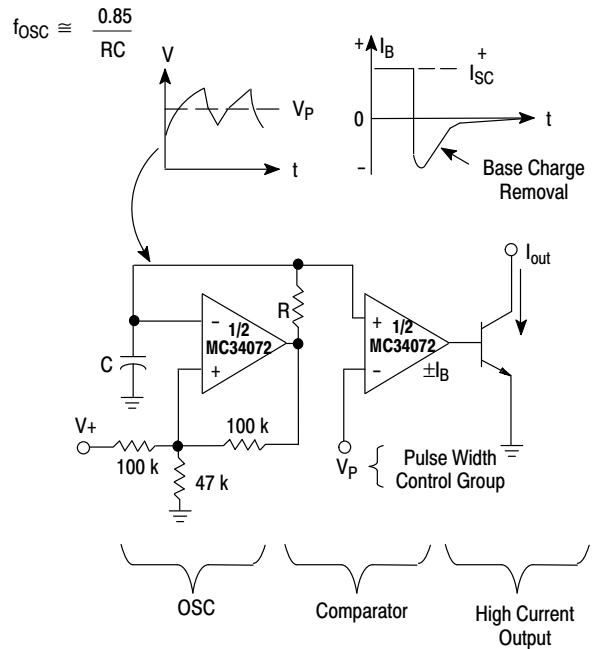 fOSC ≅ 0.85
RC
V
VP
t
+ IB
+
ISC
0
t
–
Base Charge
Removal
Iout
R
–
1/2
MC34072
+
C
+
1/2
MC34072
–
±IB
V+
100 k
100 k
47 k
VP { Pulse Width
Control Group
OSC
Comparator
High Current
Output